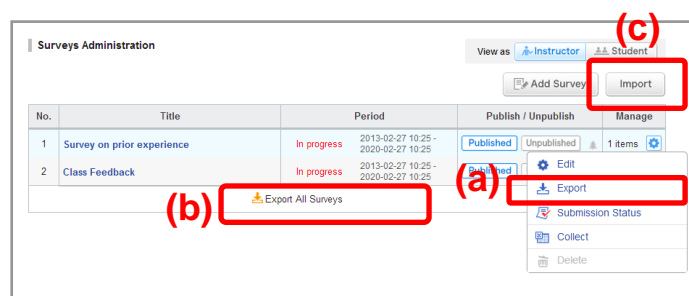 (c)
Surveys Administration
View as Instructor Student
Add Survey Import
No. Title Period Publish / Unpublish Manage
1 Survey on prior experience In progress 2013-02-27 10:25 -
2020-02-27 10:25 Published Unpublished 1 items
2 Class Feedback In progress 2013-02-27 10:25 -
2020-02-27 10:25 Published
Edit
(a)
Export
(b)
Export All Surveys
Submission Status
Collect
Delete